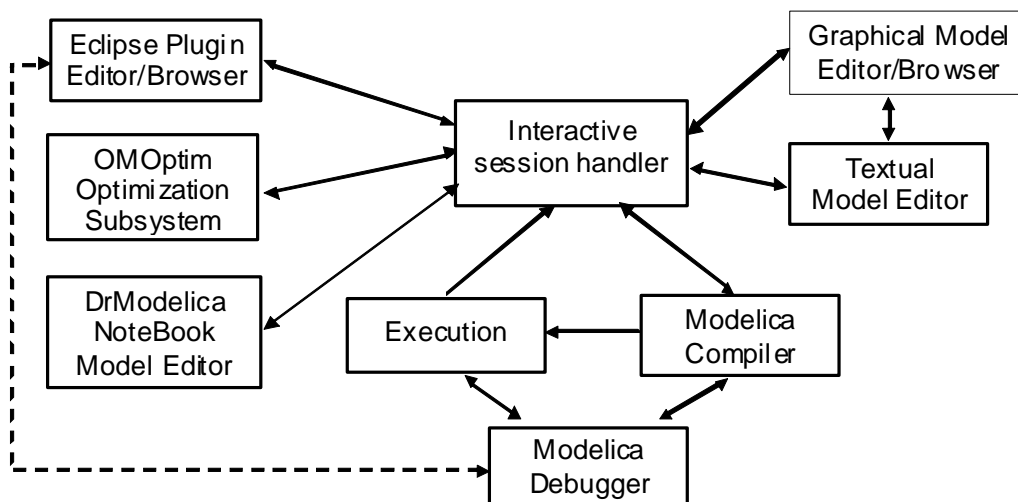 Eclipse Plugin
Editor/Browser
Graphical Model
Editor/Browser
Interactive
session handler
OMOptim
Optimization
Subsystem
Textual
Model Editor
DrModelica
NoteBook
Model Editor
Execution
Modelica
Compiler
Modelica
Debugger